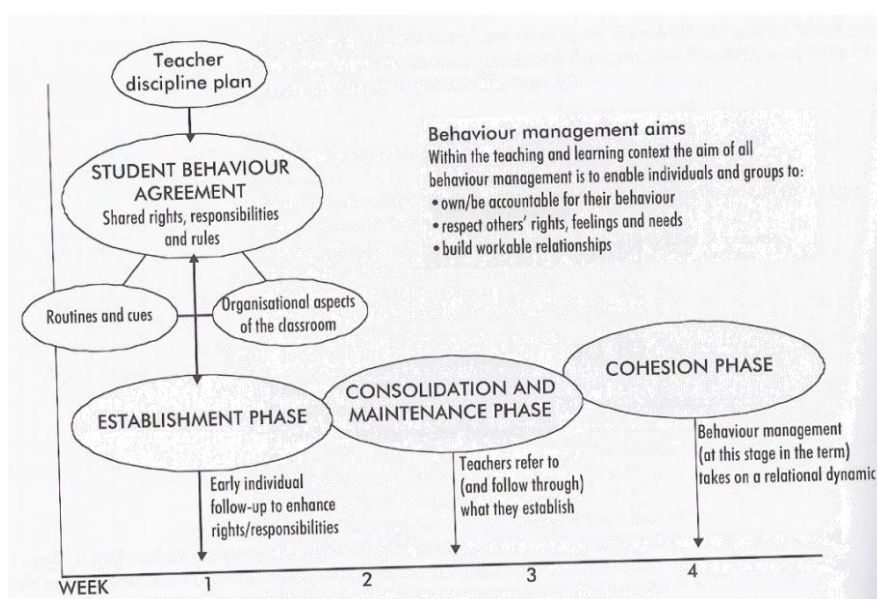 Teacher
discipline plan
STUDENT BEHAVIOUR
AGREEMENT
Shared rights, responsibilities
and rules
Behaviour management aims
Within the teaching and learning context the aim of all
behaviour management is to enable individuals and groups to:
• own/be accountable for their behaviour
• respect others' rights, feelings and needs
• build workable relationships
Routines and cues
Organisational aspects
of the classroom
ESTABLISHMENT PHASE
CONSOLIDATION AND
MAINTENANCE PHASE
COHESION PHASE
Early individual
follow-up to enhance
rights/responsibilities
Teachers refer to
(and follow through)
what they establish
Behaviour management
(at this stage in the term)
takes on a relational dynamic
WEEK 1 2 3 4